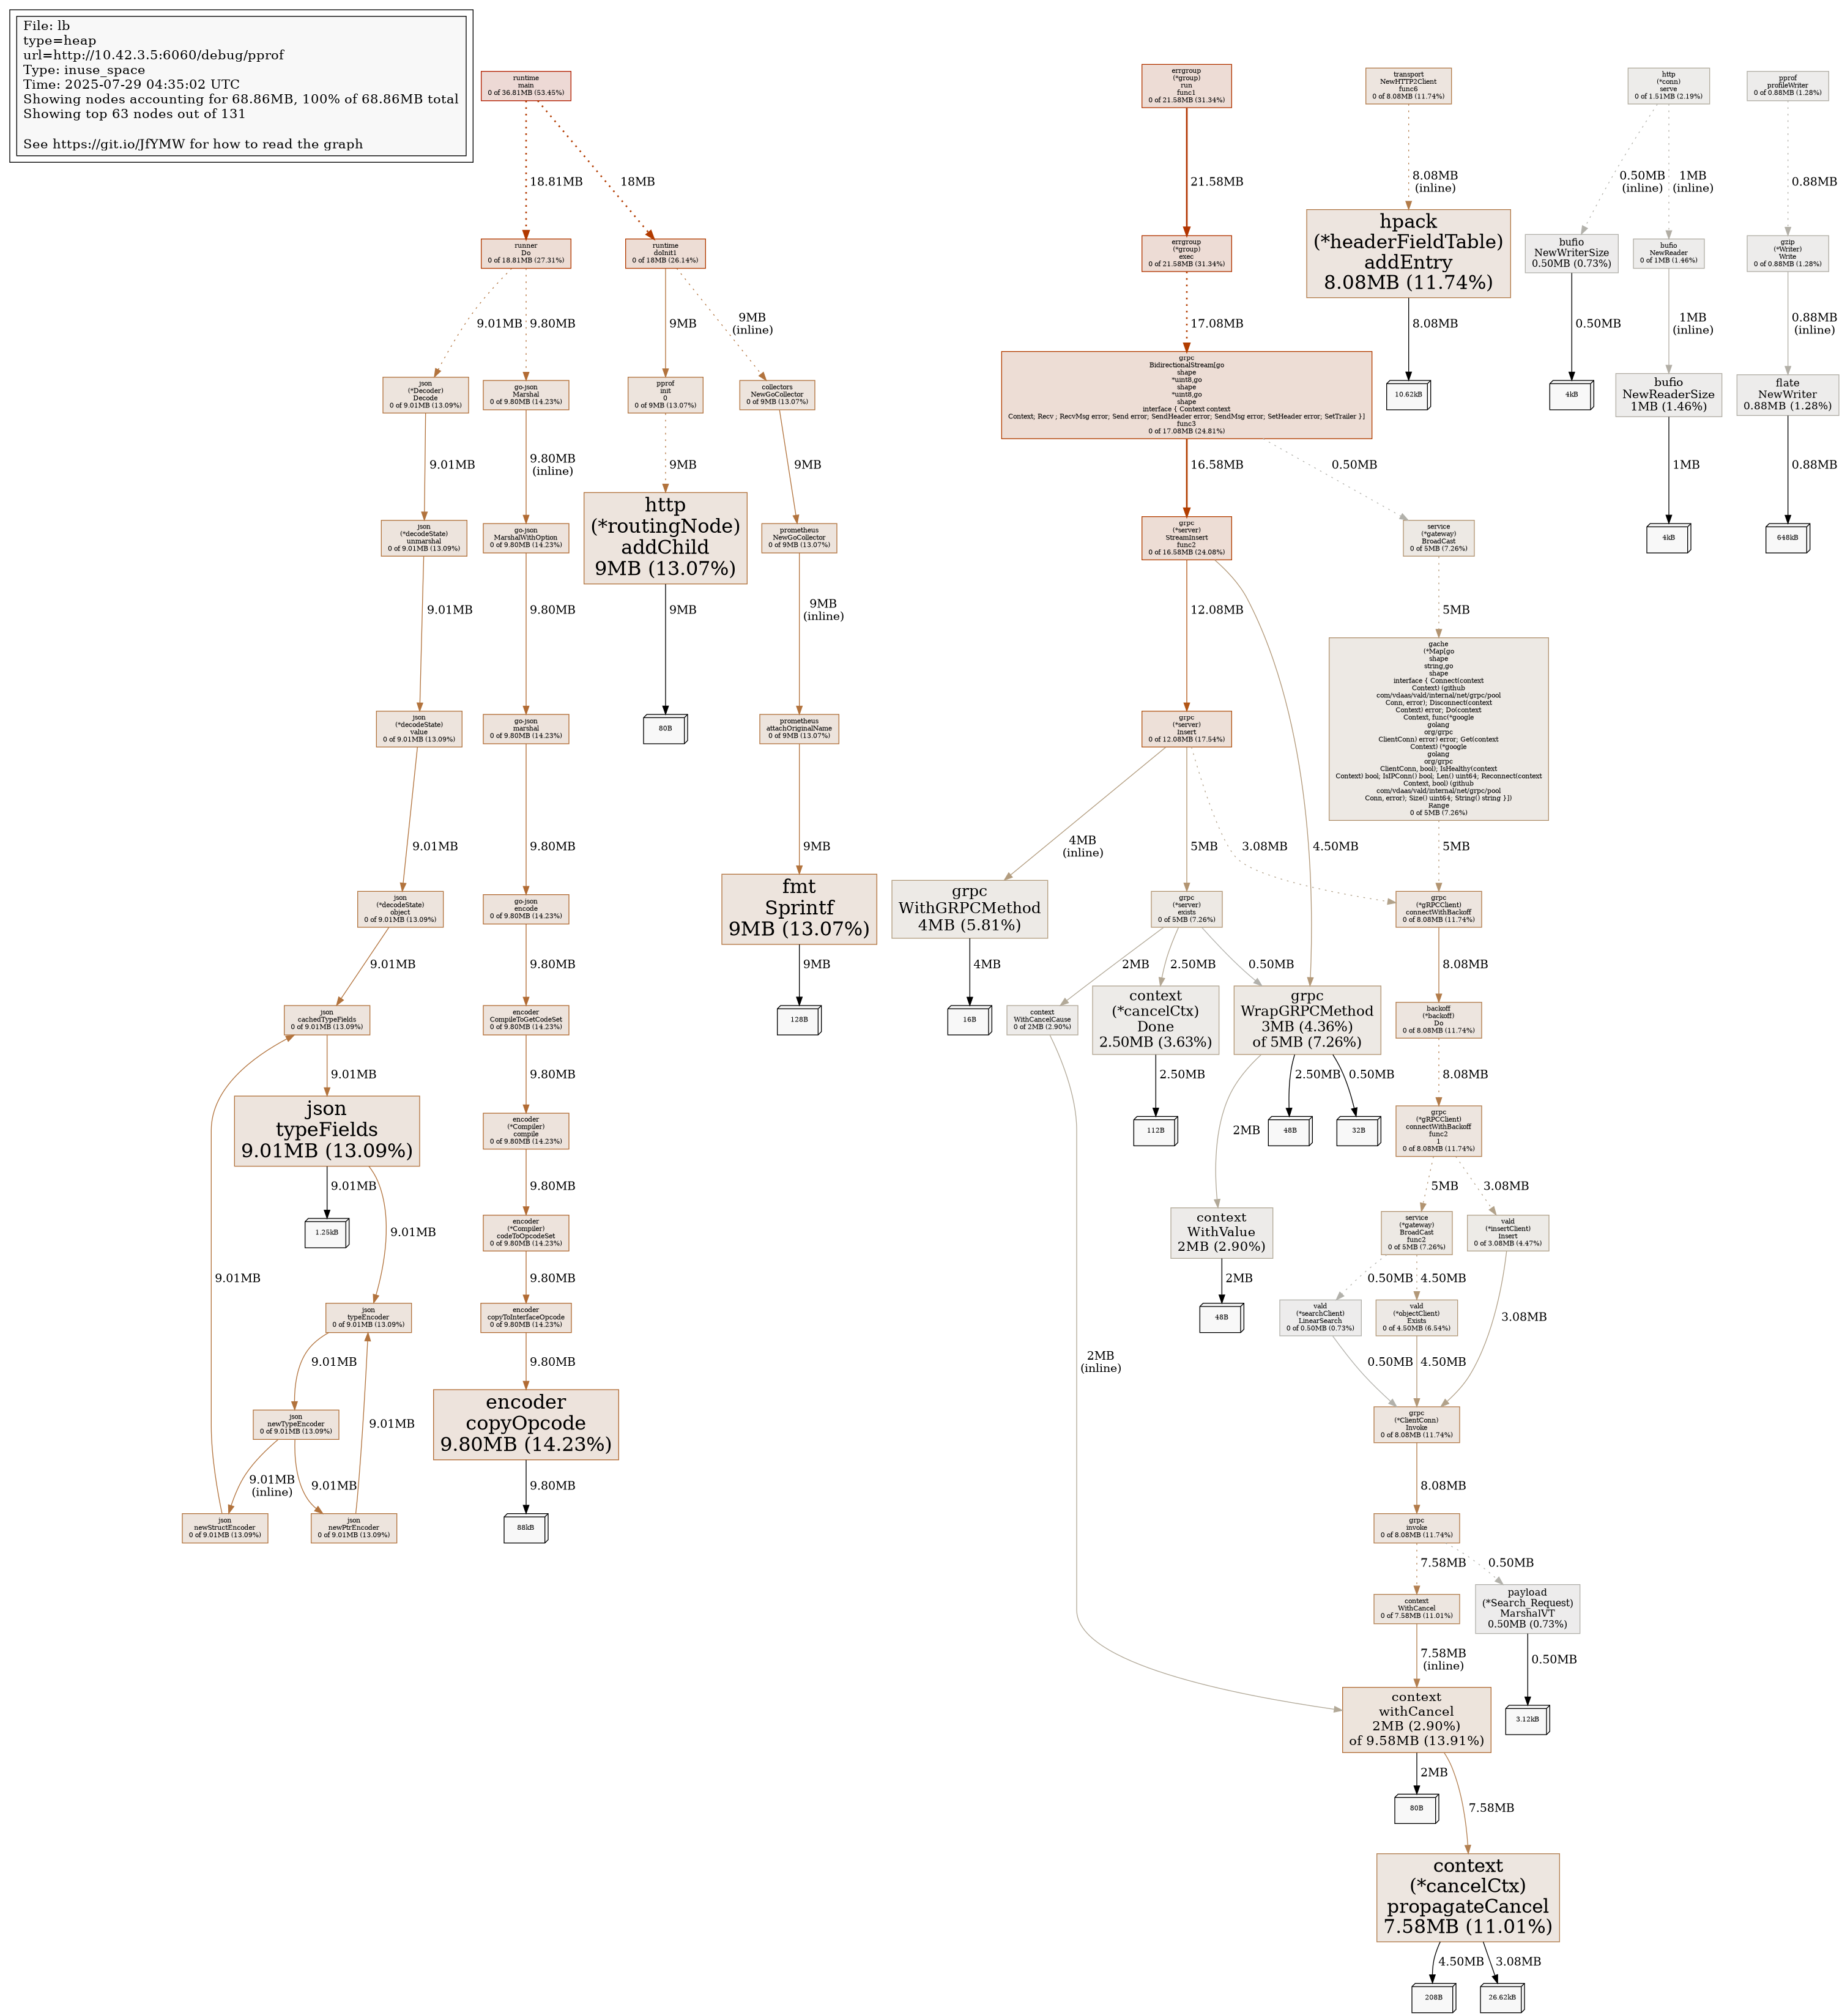 File: lb
type=heap
url=http://10.42.3.5:6060/debug/pprof
Type: inuse_space
Time: 2025-07-29 04:35:02 UTC
Showing nodes accounting for 68.86MB, 100% of 68.86MB total
Showing top 63 nodes out of 131
See https://git.io/JfYMW for how to read the graph
runtime
main
0 of 36.81MB (53.45%)
18.81MB
18MB
runner
Do
0 of 18.81MB (27.31%)
runtime
doInit1
0 of 18MB (26.14%)
9.01MB
9.80MB
9MB
9MB
(inline)
json
(*Decoder)
Decode
0 of 9.01MB (13.09%)
go-json
Marshal
0 of 9.80MB (14.23%)
pprof
init
0
0 of 9MB (13.07%)
collectors
NewGoCollector
0 of 9MB (13.07%)
9.01MB
9.80MB
(inline)
9MB
9MB
json
(*decodeState)
unmarshal
0 of 9.01MB (13.09%)
go-json
MarshalWithOption
0 of 9.80MB (14.23%)
http
(*routingNode)
addChild
9MB (13.07%)
prometheus
NewGoCollector
0 of 9MB (13.07%)
9.01MB
9.80MB
9MB
9MB
(inline)
json
(*decodeState)
value
0 of 9.01MB (13.09%)
go-json
marshal
0 of 9.80MB (14.23%)
80B
prometheus
attachOriginalName
0 of 9MB (13.07%)
9.01MB
9.80MB
9MB
json
(*decodeState)
object
0 of 9.01MB (13.09%)
go-json
encode
0 of 9.80MB (14.23%)
fmt
Sprintf
9MB (13.07%)
9.01MB
9.80MB
9MB
json
cachedTypeFields
0 of 9.01MB (13.09%)
encoder
CompileToGetCodeSet
0 of 9.80MB (14.23%)
128B
9.01MB
9.80MB
json
typeFields
9.01MB (13.09%)
encoder
(*Compiler)
compile
0 of 9.80MB (14.23%)
9.01MB
9.01MB
9.80MB
1.25kB
encoder
(*Compiler)
codeToOpcodeSet
0 of 9.80MB (14.23%)
9.01MB
9.80MB
json
typeEncoder
0 of 9.01MB (13.09%)
encoder
copyToInterfaceOpcode
0 of 9.80MB (14.23%)
9.01MB
9.01MB
9.80MB
json
newTypeEncoder
0 of 9.01MB (13.09%)
encoder
copyOpcode
9.80MB (14.23%)
9.01MB
(inline)
9.01MB
9.80MB
json
newStructEncoder
0 of 9.01MB (13.09%)
json
newPtrEncoder
0 of 9.01MB (13.09%)
88kB
errgroup
(*group)
run
func1
0 of 21.58MB (31.34%)
21.58MB
errgroup
(*group)
exec
0 of 21.58MB (31.34%)
17.08MB
grpc
BidirectionalStream[go
shape
*uint8,go
shape
*uint8,go
shape
interface { Context context
Context; Recv ; RecvMsg error; Send error; SendHeader error; SendMsg error; SetHeader error; SetTrailer }]
func3
0 of 17.08MB (24.81%)
16.58MB
0.50MB
grpc
(*server)
StreamInsert
func2
0 of 16.58MB (24.08%)
service
(*gateway)
BroadCast
0 of 5MB (7.26%)
12.08MB
4.50MB
5MB
grpc
(*server)
Insert
0 of 12.08MB (17.54%)
gache
(*Map[go
shape
string,go
shape
interface { Connect(context
Context) (github
com/vdaas/vald/internal/net/grpc/pool
Conn, error); Disconnect(context
Context) error; Do(context
Context, func(*google
golang
org/grpc
ClientConn) error) error; Get(context
Context) (*google
golang
org/grpc
ClientConn, bool); IsHealthy(context
Context) bool; IsIPConn() bool; Len() uint64; Reconnect(context
Context, bool) (github
com/vdaas/vald/internal/net/grpc/pool
Conn, error); Size() uint64; String() string }])
Range
0 of 5MB (7.26%)
4MB
(inline)
5MB
3.08MB
5MB
grpc
WithGRPCMethod
4MB (5.81%)
grpc
(*server)
exists
0 of 5MB (7.26%)
grpc
(*gRPCClient)
connectWithBackoff
0 of 8.08MB (11.74%)
4MB
2MB
2.50MB
0.50MB
8.08MB
16B
context
WithCancelCause
0 of 2MB (2.90%)
context
(*cancelCtx)
Done
2.50MB (3.63%)
grpc
WrapGRPCMethod
3MB (4.36%)
of 5MB (7.26%)
backoff
(*backoff)
Do
0 of 8.08MB (11.74%)
2.50MB
2MB
2.50MB
0.50MB
8.08MB
112B
48B
32B
grpc
(*gRPCClient)
connectWithBackoff
func2
1
0 of 8.08MB (11.74%)
5MB
3.08MB
context
WithValue
2MB (2.90%)
service
(*gateway)
BroadCast
func2
0 of 5MB (7.26%)
vald
(*insertClient)
Insert
0 of 3.08MB (4.47%)
2MB
0.50MB
4.50MB
3.08MB
48B
vald
(*searchClient)
LinearSearch
0 of 0.50MB (0.73%)
vald
(*objectClient)
Exists
0 of 4.50MB (6.54%)
2MB
(inline)
0.50MB
4.50MB
grpc
(*ClientConn)
Invoke
0 of 8.08MB (11.74%)
8.08MB
grpc
invoke
0 of 8.08MB (11.74%)
7.58MB
0.50MB
context
WithCancel
0 of 7.58MB (11.01%)
payload
(*Search_Request)
MarshalVT
0.50MB (0.73%)
7.58MB
(inline)
0.50MB
context
withCancel
2MB (2.90%)
of 9.58MB (13.91%)
3.12kB
2MB
7.58MB
80B
context
(*cancelCtx)
propagateCancel
7.58MB (11.01%)
4.50MB
3.08MB
208B
26.62kB
transport
NewHTTP2Client
func6
0 of 8.08MB (11.74%)
8.08MB
(inline)
hpack
(*headerFieldTable)
addEntry
8.08MB (11.74%)
8.08MB
10.62kB
http
(*conn)
serve
0 of 1.51MB (2.19%)
0.50MB
(inline)
1MB
(inline)
bufio
NewWriterSize
0.50MB (0.73%)
bufio
NewReader
0 of 1MB (1.46%)
0.50MB
1MB
(inline)
4kB
bufio
NewReaderSize
1MB (1.46%)
1MB
4kB
pprof
profileWriter
0 of 0.88MB (1.28%)
0.88MB
gzip
(*Writer)
Write
0 of 0.88MB (1.28%)
0.88MB
(inline)
flate
NewWriter
0.88MB (1.28%)
0.88MB
648kB